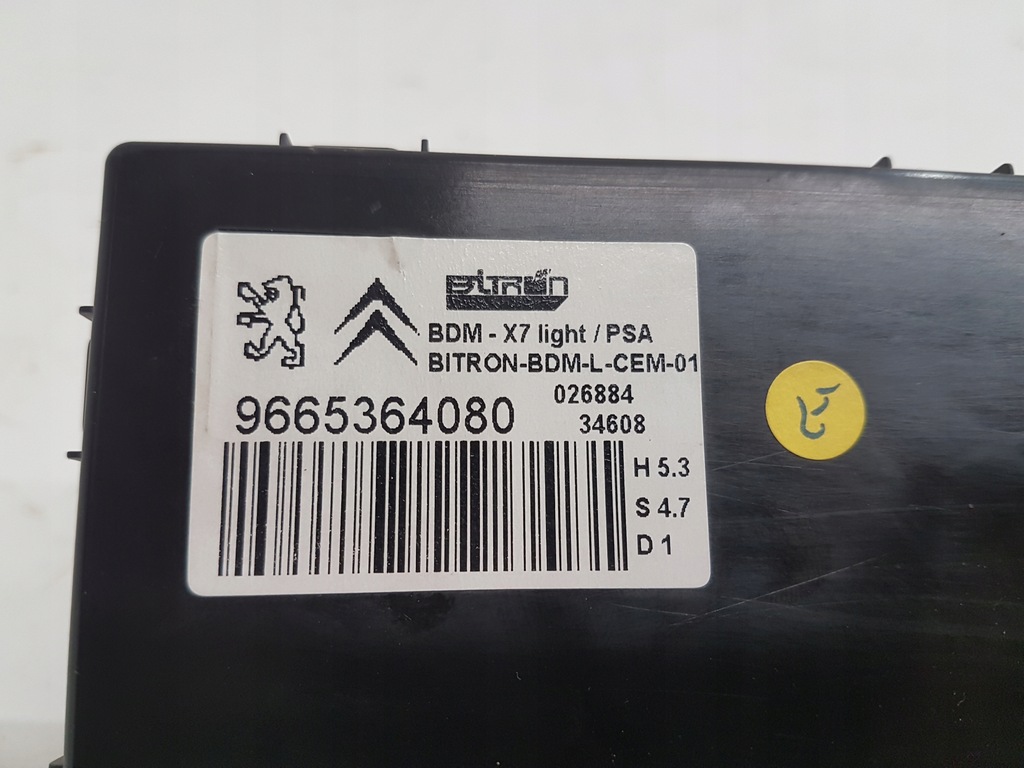 BITRON
BDM - X7 light / PSA
BITRON-BDM-L-CEM-01
026884
9665364080
34608
H 5.3
S 4.7
D 1